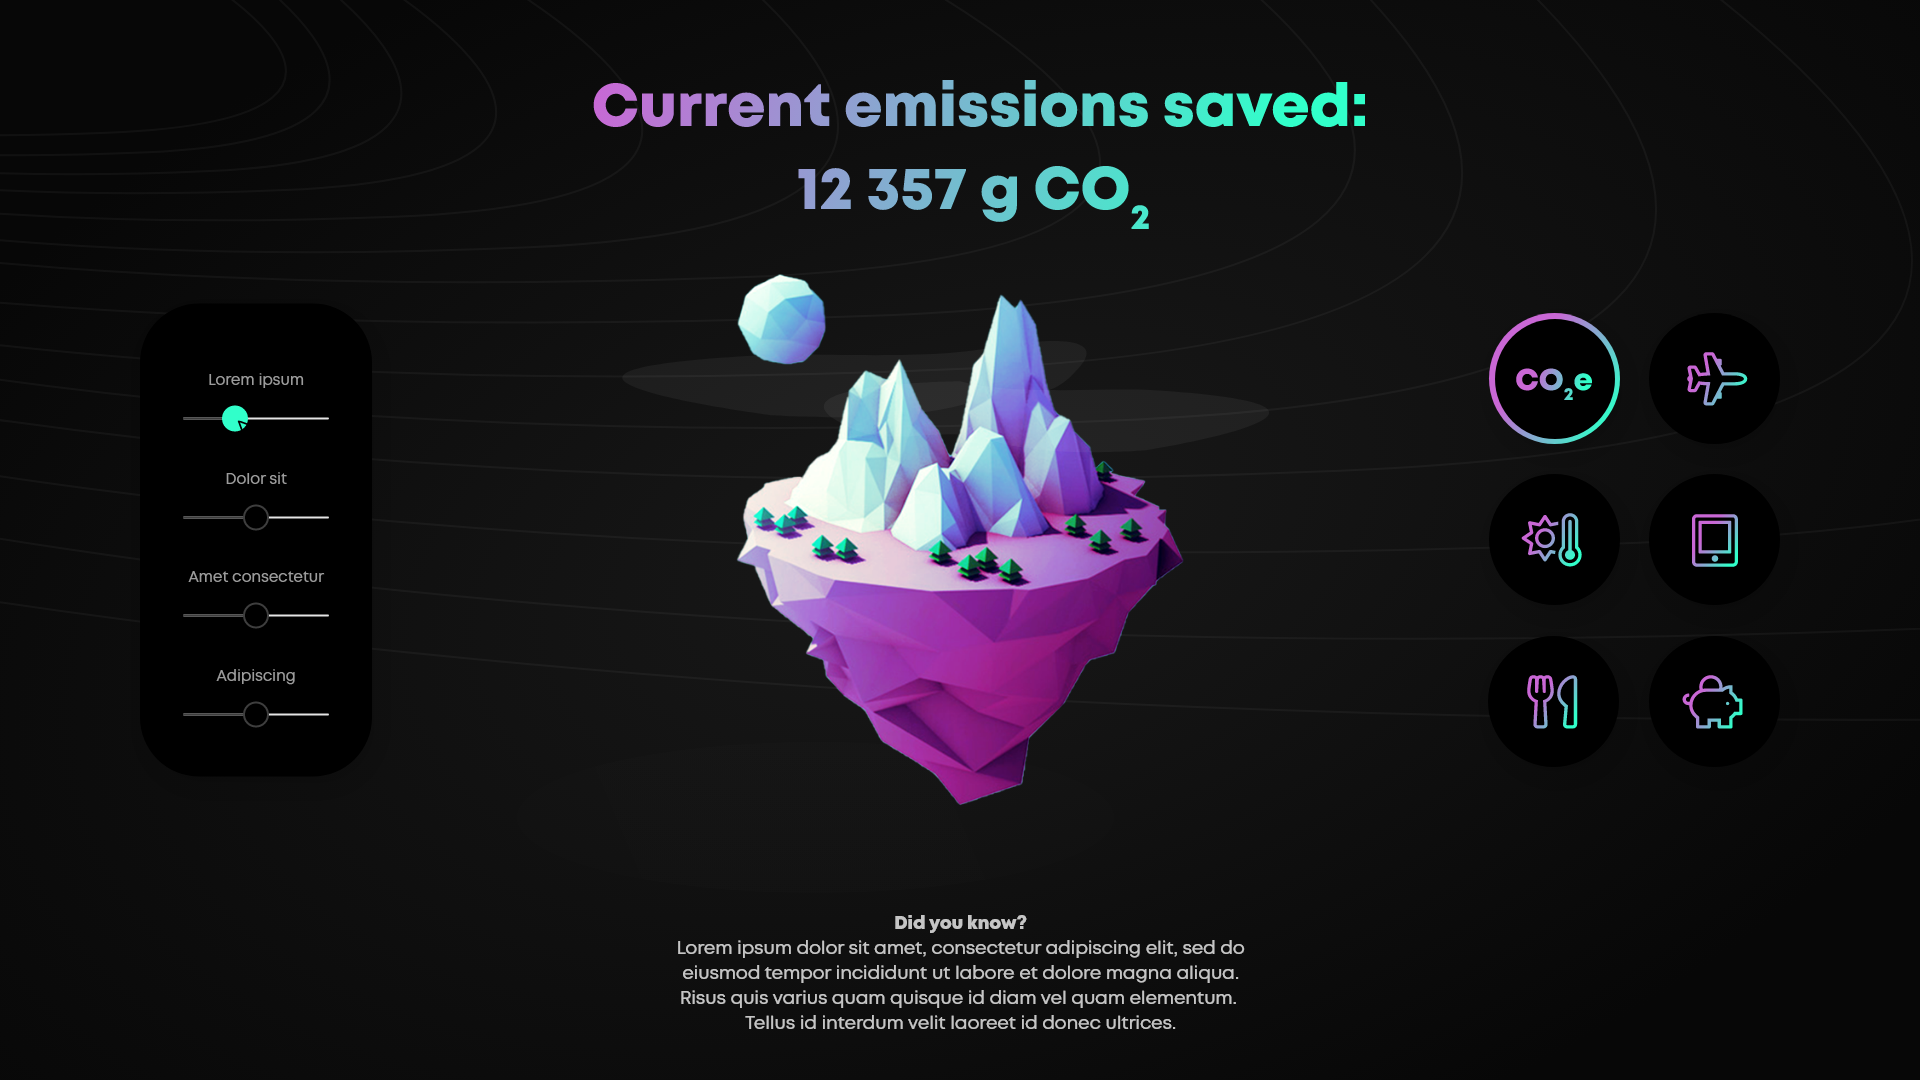 Current emissions saved:
12 357 g CO₂
Lorem ipsum
Dolor sit
Amet consectetur
Adipiscing
CO₂e
Did you know?
Lorem ipsum dolor sit amet, consectetur adipiscing elit, sed do
eiusmod tempor incididunt ut labore et dolore magna aliqua.
Risus quis varius quam quisque id diam vel quam elementum.
Tellus id interdum velit laoreet id donec ultrices.